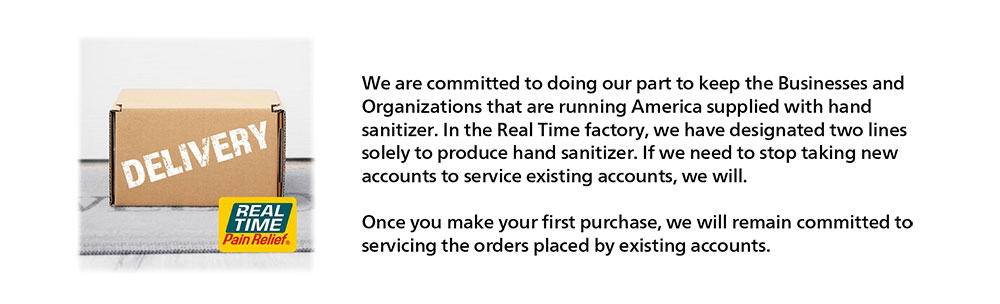 DELIVERY
REAL
TIME
Pain Relief®
We are committed to doing our part to keep the Businesses and
Organizations that are running America supplied with hand
sanitizer. In the Real Time factory, we have designated two lines
solely to produce hand sanitizer. If we need to stop taking new
accounts to service existing accounts, we will.
Once you make your first purchase, we will remain committed to
servicing the orders placed by existing accounts.